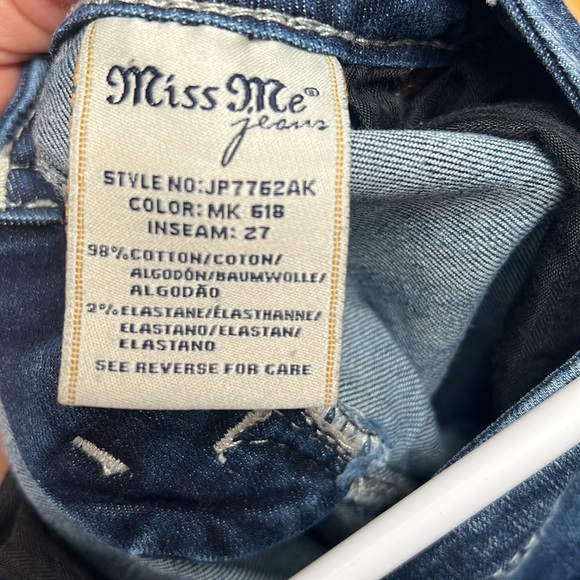 Miss Me®
jeans
STYLE NO:JP7762AK
COLOR: MK 618
INSEAM: 27
98%COTTON/COTON/
ALGODÓN/BAUMWOLLE/
ALGODÃO
2%ELASTANE/ÉLASTHANNE/
ELASTANO/ELASTAN/
ELASTANO
SEE REVERSE FOR CARE